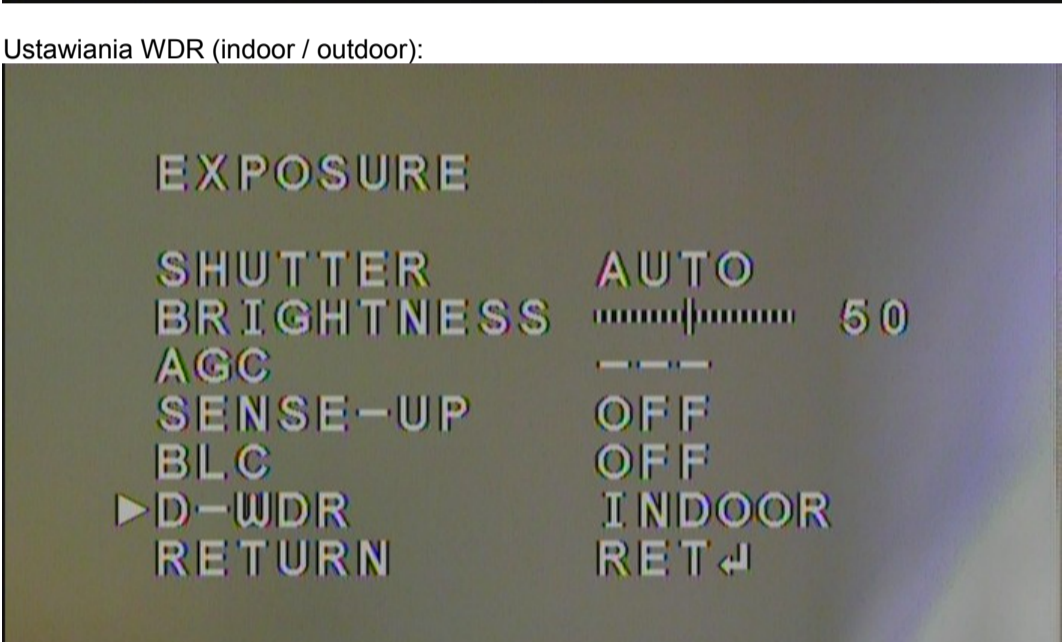 Ustawiania WDR (indoor / outdoor):
EXPOSURE
SHUTTER AUTO
BRIGHTNESS 50
AGC ---
SENSE-UP OFF
BLC OFF
►D-WDR INDOOR
RETURN RET↲